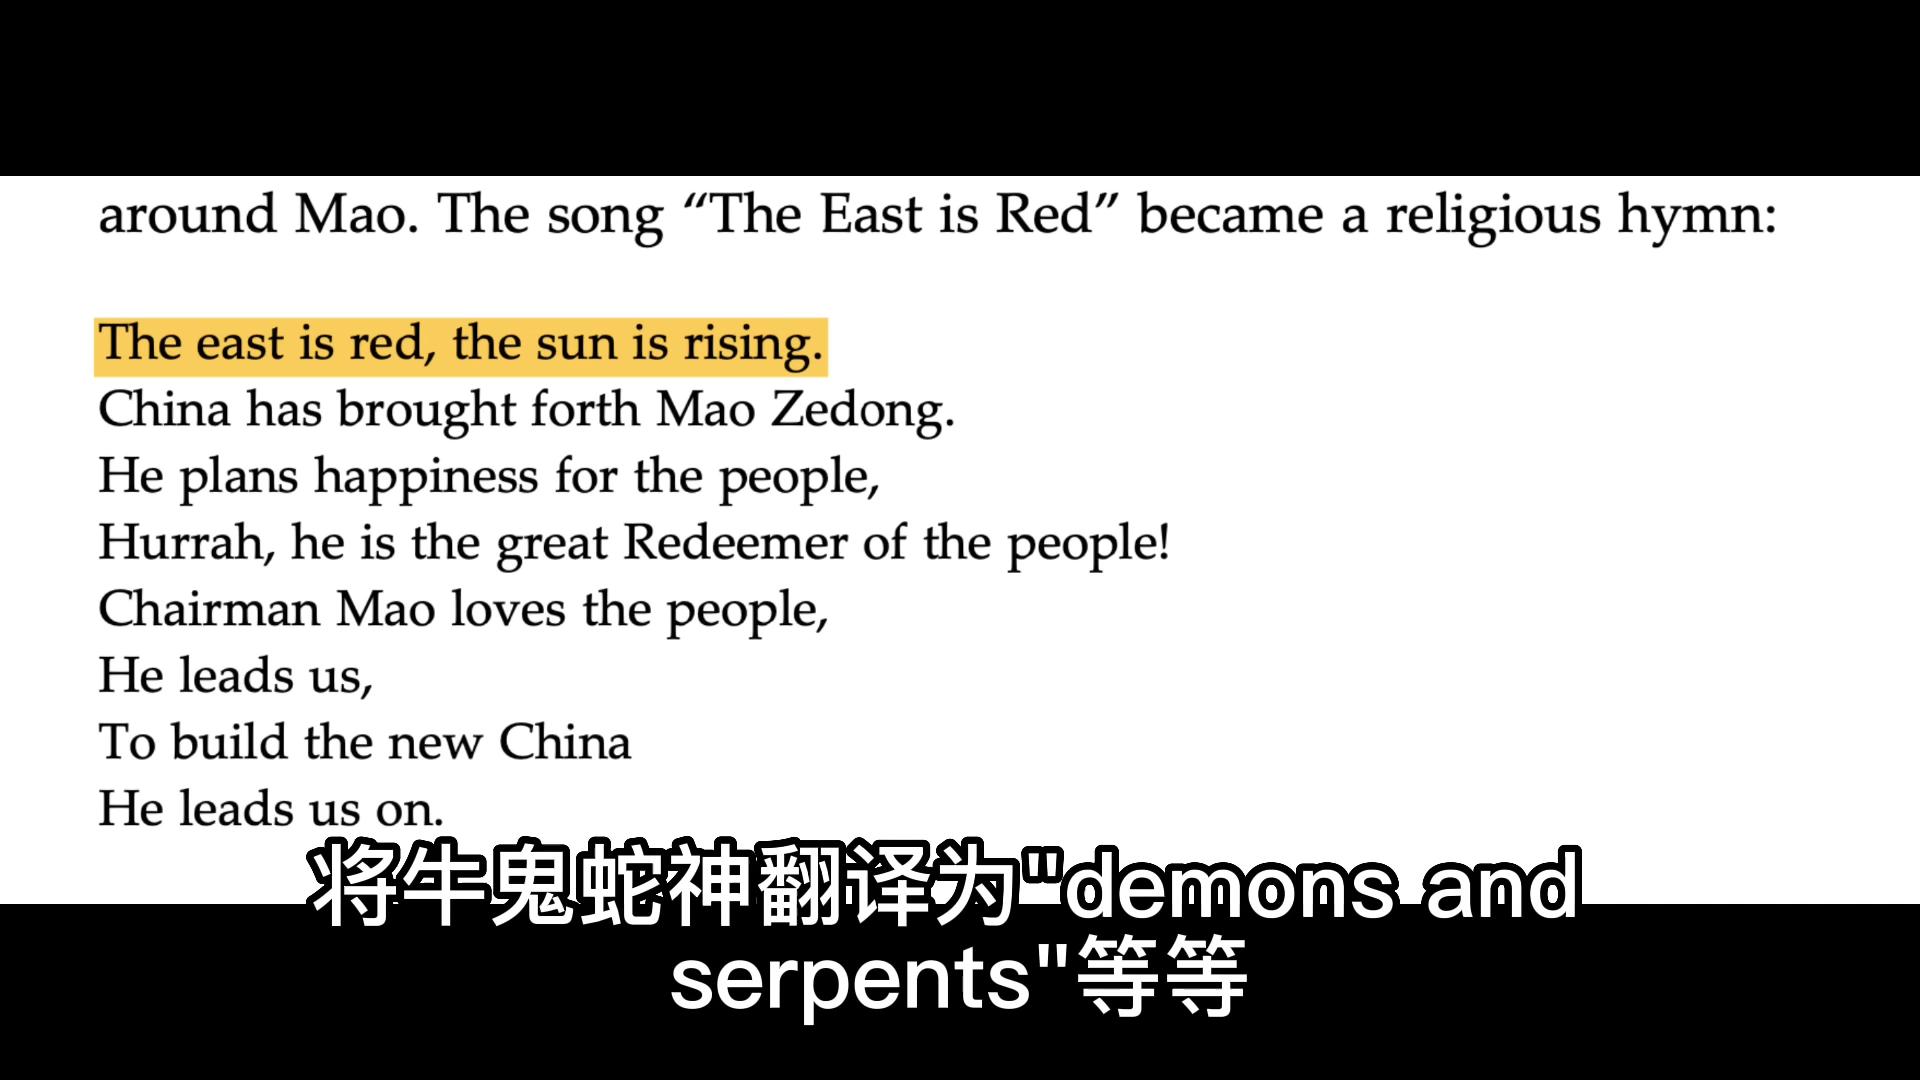 around Mao. The song “The East is Red” became a religious hymn:
The east is red, the sun is rising.
China has brought forth Mao Zedong.
He plans happiness for the people,
Hurrah, he is the great Redeemer of the people!
Chairman Mao loves the people,
He leads us,
To build the new China
He leads us on.
将牛鬼蛇神翻译为"demons and
serpents"等等